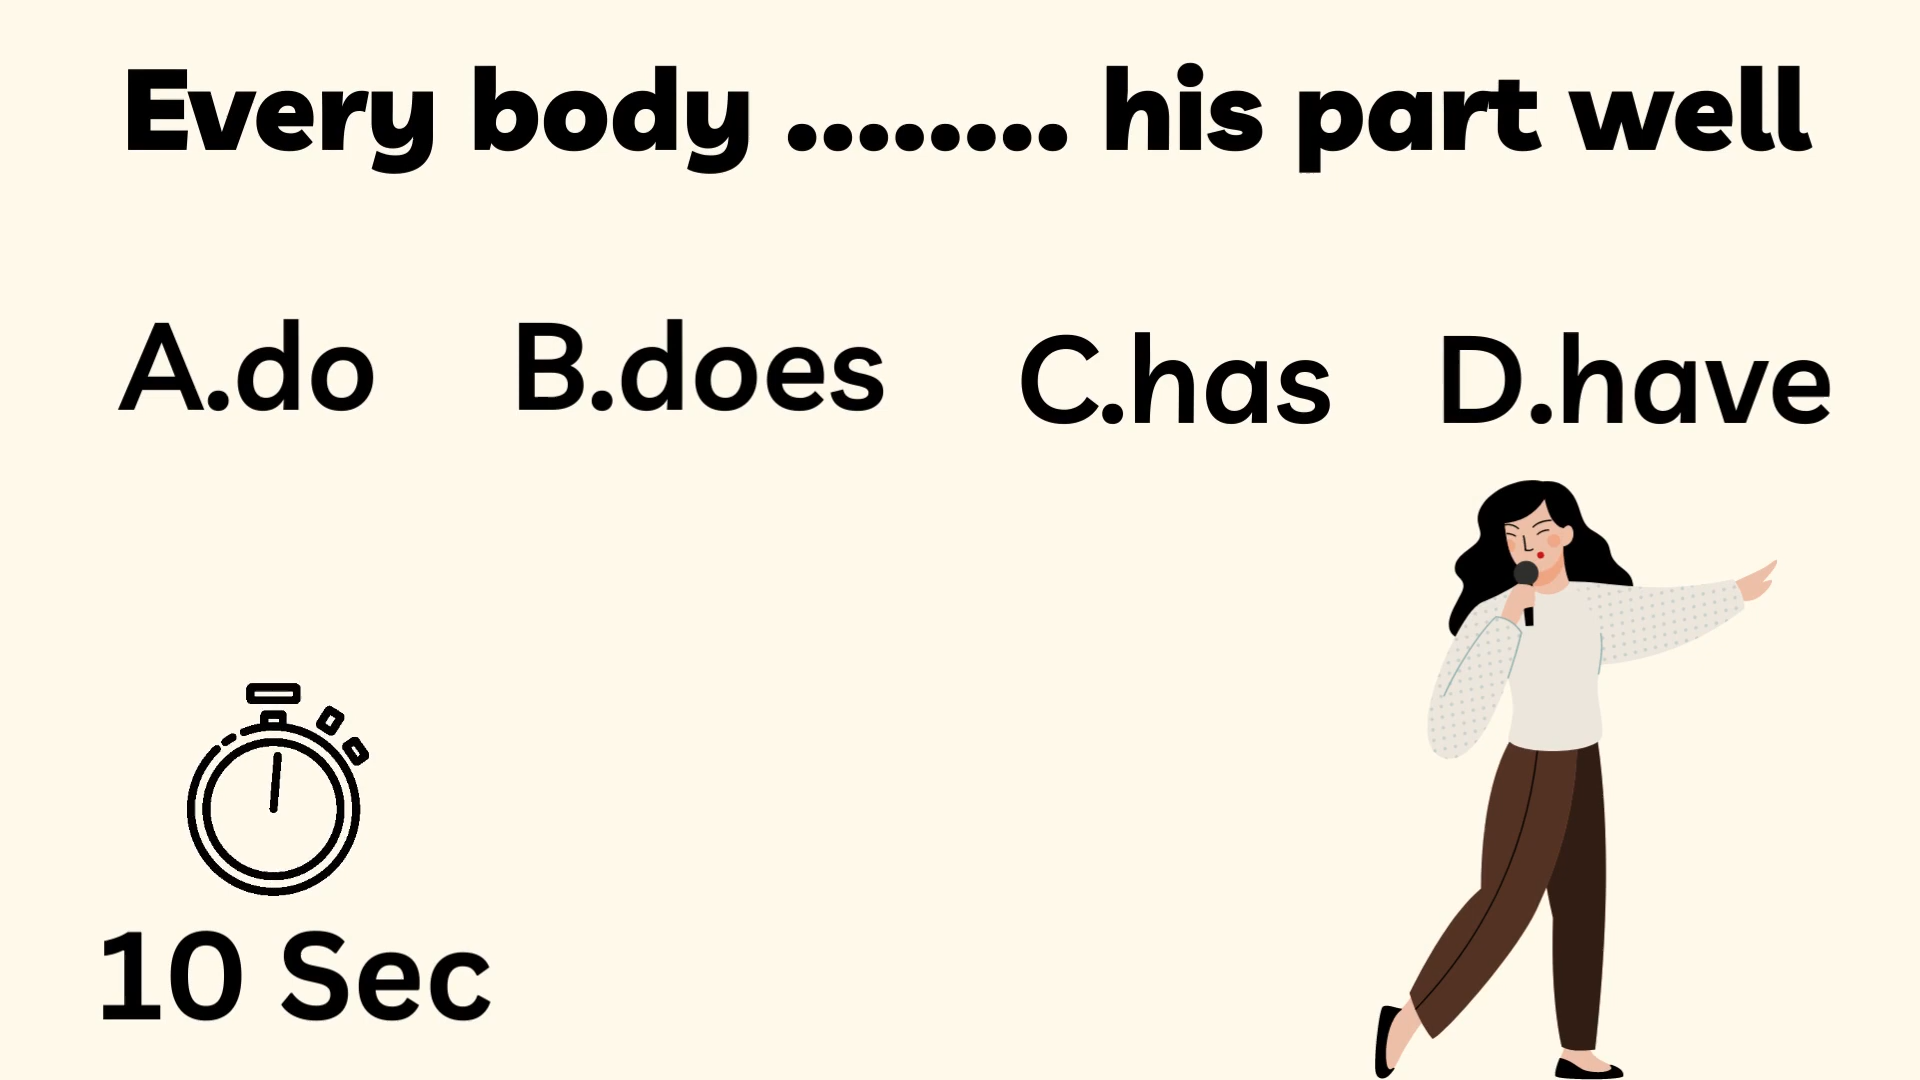 Every body ........ his part well
A.do B.does C.has D.have
10 Sec